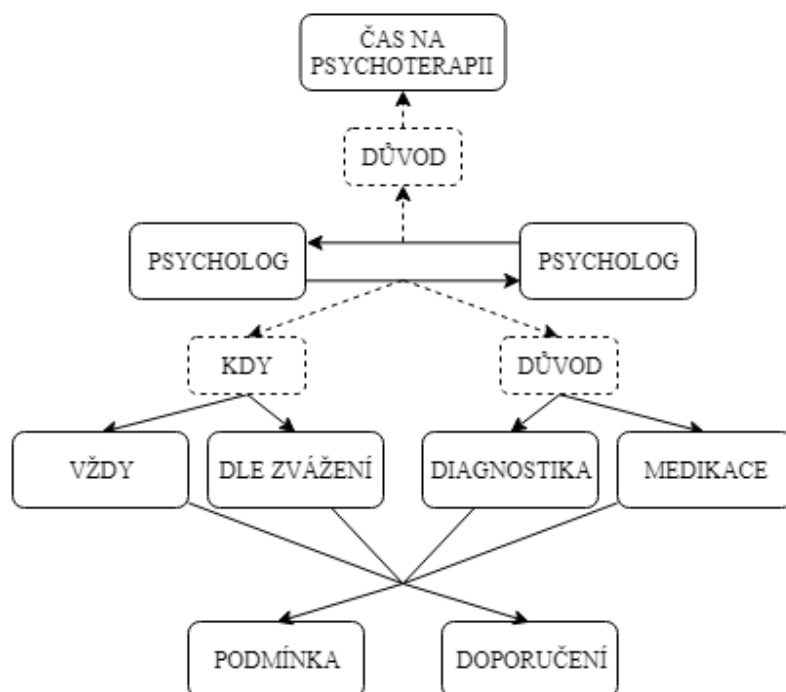 ČAS NA
PSYCHOTERAPII
DŮVOD
PSYCHOLOG
PSYCHOLOG
KDY
DŮVOD
VŽDY
DLE ZVÁŽENÍ
DIAGNOSTIKA
MEDIKACE
PODMÍNKA
DOPORUČENÍ